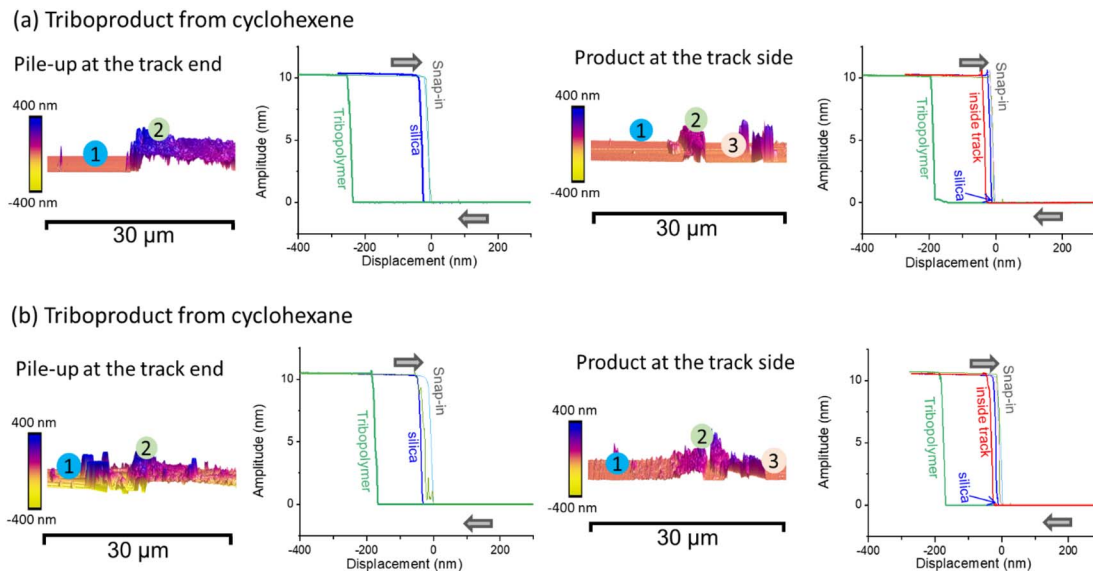 (a) Triboproduct from cyclohexene
Pile-up at the track end
400 nm
-400 nm
1
2
30 µm
Amplitude (nm)
10
5
0
Tribopolymer
silica
Snap-in
-400
-200
0
200
Displacement (nm)
Product at the track side
1
2
3
30 µm
Amplitude (nm)
10
5
0
Tribopolymer
silica
inside track
Snap-in
-400
-200
0
200
Displacement (nm)
(b) Triboproduct from cyclohexane
Pile-up at the track end
400 nm
-400 nm
1
2
30 µm
Amplitude (nm)
10
5
0
Tribopolymer
silica
Snap-in
-400
-200
0
200
Displacement (nm)
Product at the track side
400 nm
-400 nm
1
2
3
30 µm
Amplitude (nm)
10
5
0
Tribopolymer
silica
inside track
Snap-in
-400
-200
0
200
Displacement (nm)